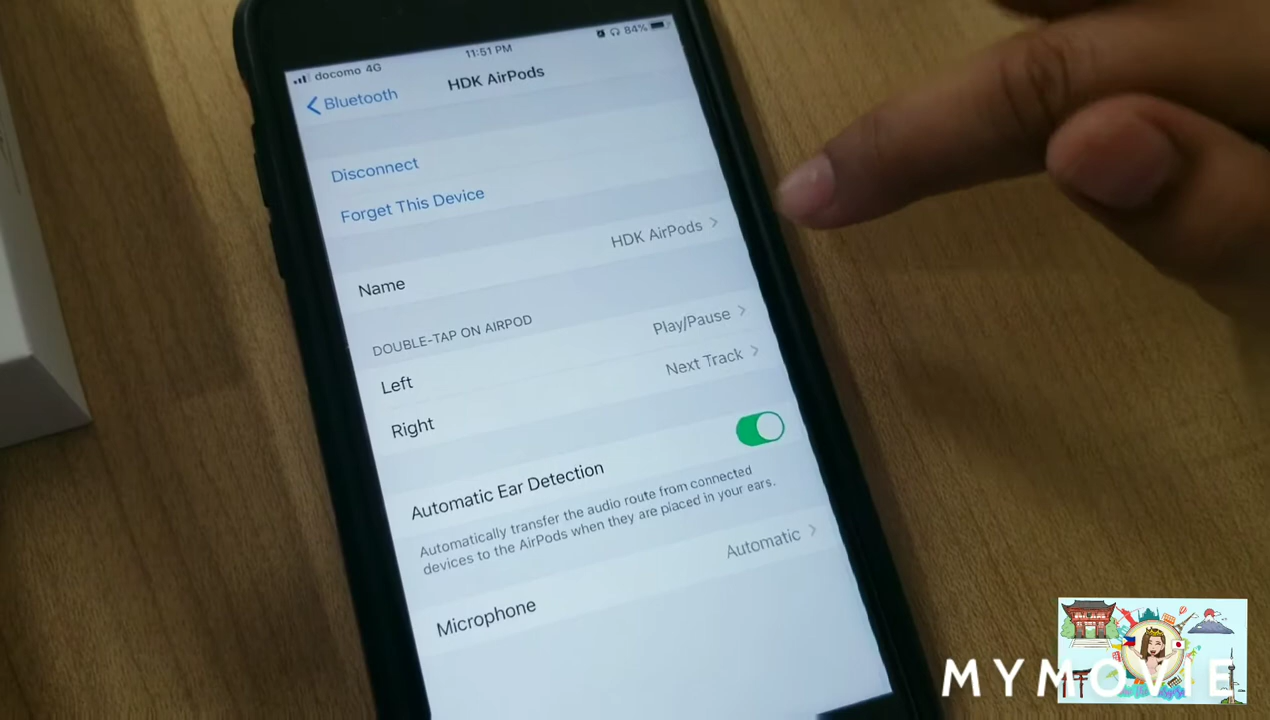 docomo 4G
11:51 PM
84%
Bluetooth
HDK AirPods
Disconnect
Forget This Device
Name
HDK AirPods
DOUBLE-TAP ON AIRPOD
Left
Play/Pause
Right
Next Track
Automatic Ear Detection
Automatically transfer the audio route from connected
devices to the AirPods when they are placed in your ears.
Microphone
Automatic
MYMOVIE